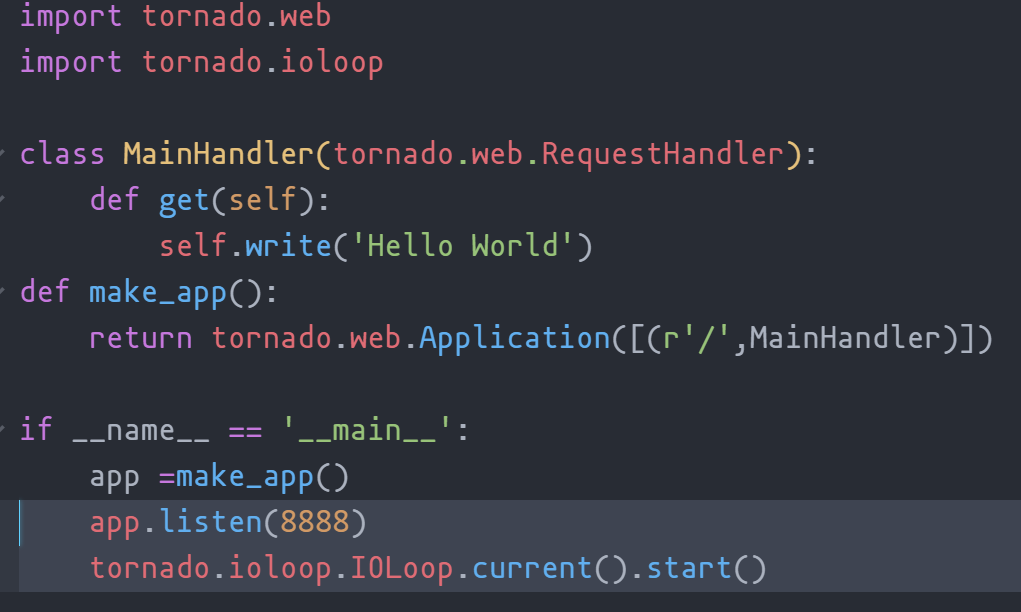 import tornado.web
import tornado.ioloop
class MainHandler(tornado.web.RequestHandler):
    def get(self):
        self.write('Hello World')
def make_app():
    return tornado.web.Application([(r'/',MainHandler)])
if __name__ == '__main__':
    app =make_app()
    app.listen(8888)
    tornado.ioloop.IOLoop.current().start()